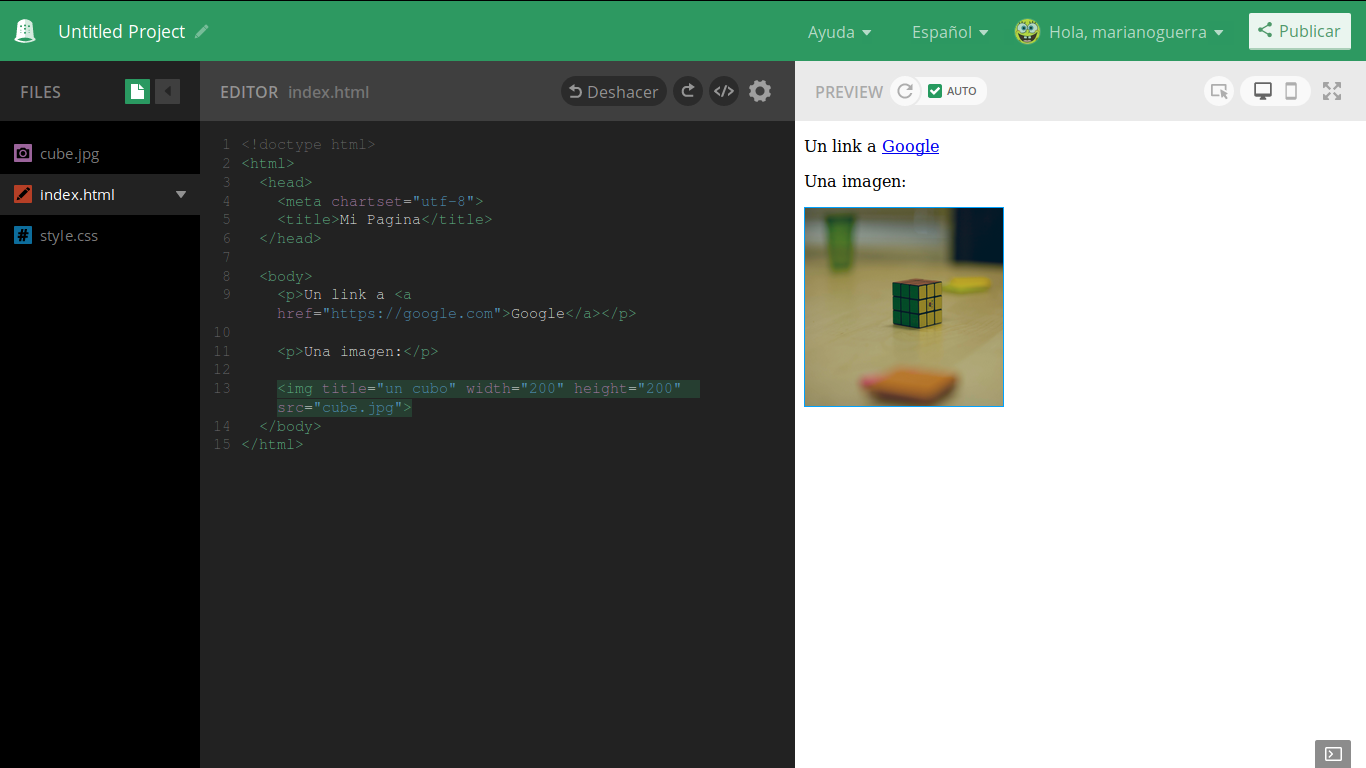 Untitled Project
Ayuda
Español
Hola, marianoguerra
Publicar
FILES
cube.jpg
index.html
style.css
EDITOR index.html
Deshacer
</>
1 <!doctype html>
2 <html>
3 <head>
4 <meta chartset="utf-8">
5 <title>Mi Pagina</title>
6 </head>
7
8 <body>
9 <p>Un link a <a
href="https://google.com">Google</a></p>
10
11 <p>Una imagen:</p>
12
13 <img title="un cubo" width="200" height="200"
src="cube.jpg">
14 </body>
15 </html>
PREVIEW
AUTO
Un link a Google
Una imagen: